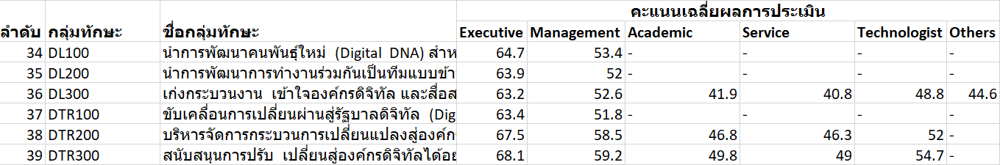 คะแนนเฉลี่ยผลการประเมิน
ลำดับ กลุ่มทักษะ ชื่อกลุ่มทักษะ Executive Management Academic Service Technologist Others
34 DL100 นำการพัฒนาคนพันธุ์ใหม่ (Digital DNA) สำห 64.7 53.4 - - - -
35 DL200 นำการพัฒนาการทำงานร่วมกันเป็นทีมแบบข้า 63.9 52 - - - -
36 DL300 เก่งกระบวนงาน เข้าใจองค์กรดิจิทัล และสื่อส 63.2 52.6 41.9 40.8 48.8 44.6
37 DTR100 ขับเคลื่อนการเปลี่ยนผ่านสู่รัฐบาลดิจิทัล (Dig 63.4 51.8 - - - -
38 DTR200 บริหารจัดการกระบวนการเปลี่ยนแปลงสู่องค์ก 67.5 58.5 46.8 46.3 52 -
39 DTR300 สนับสนุนการปรับ เปลี่ยนสู่องค์กรดิจิทัลได้อย 68.1 59.2 49.8 49 54.7 -